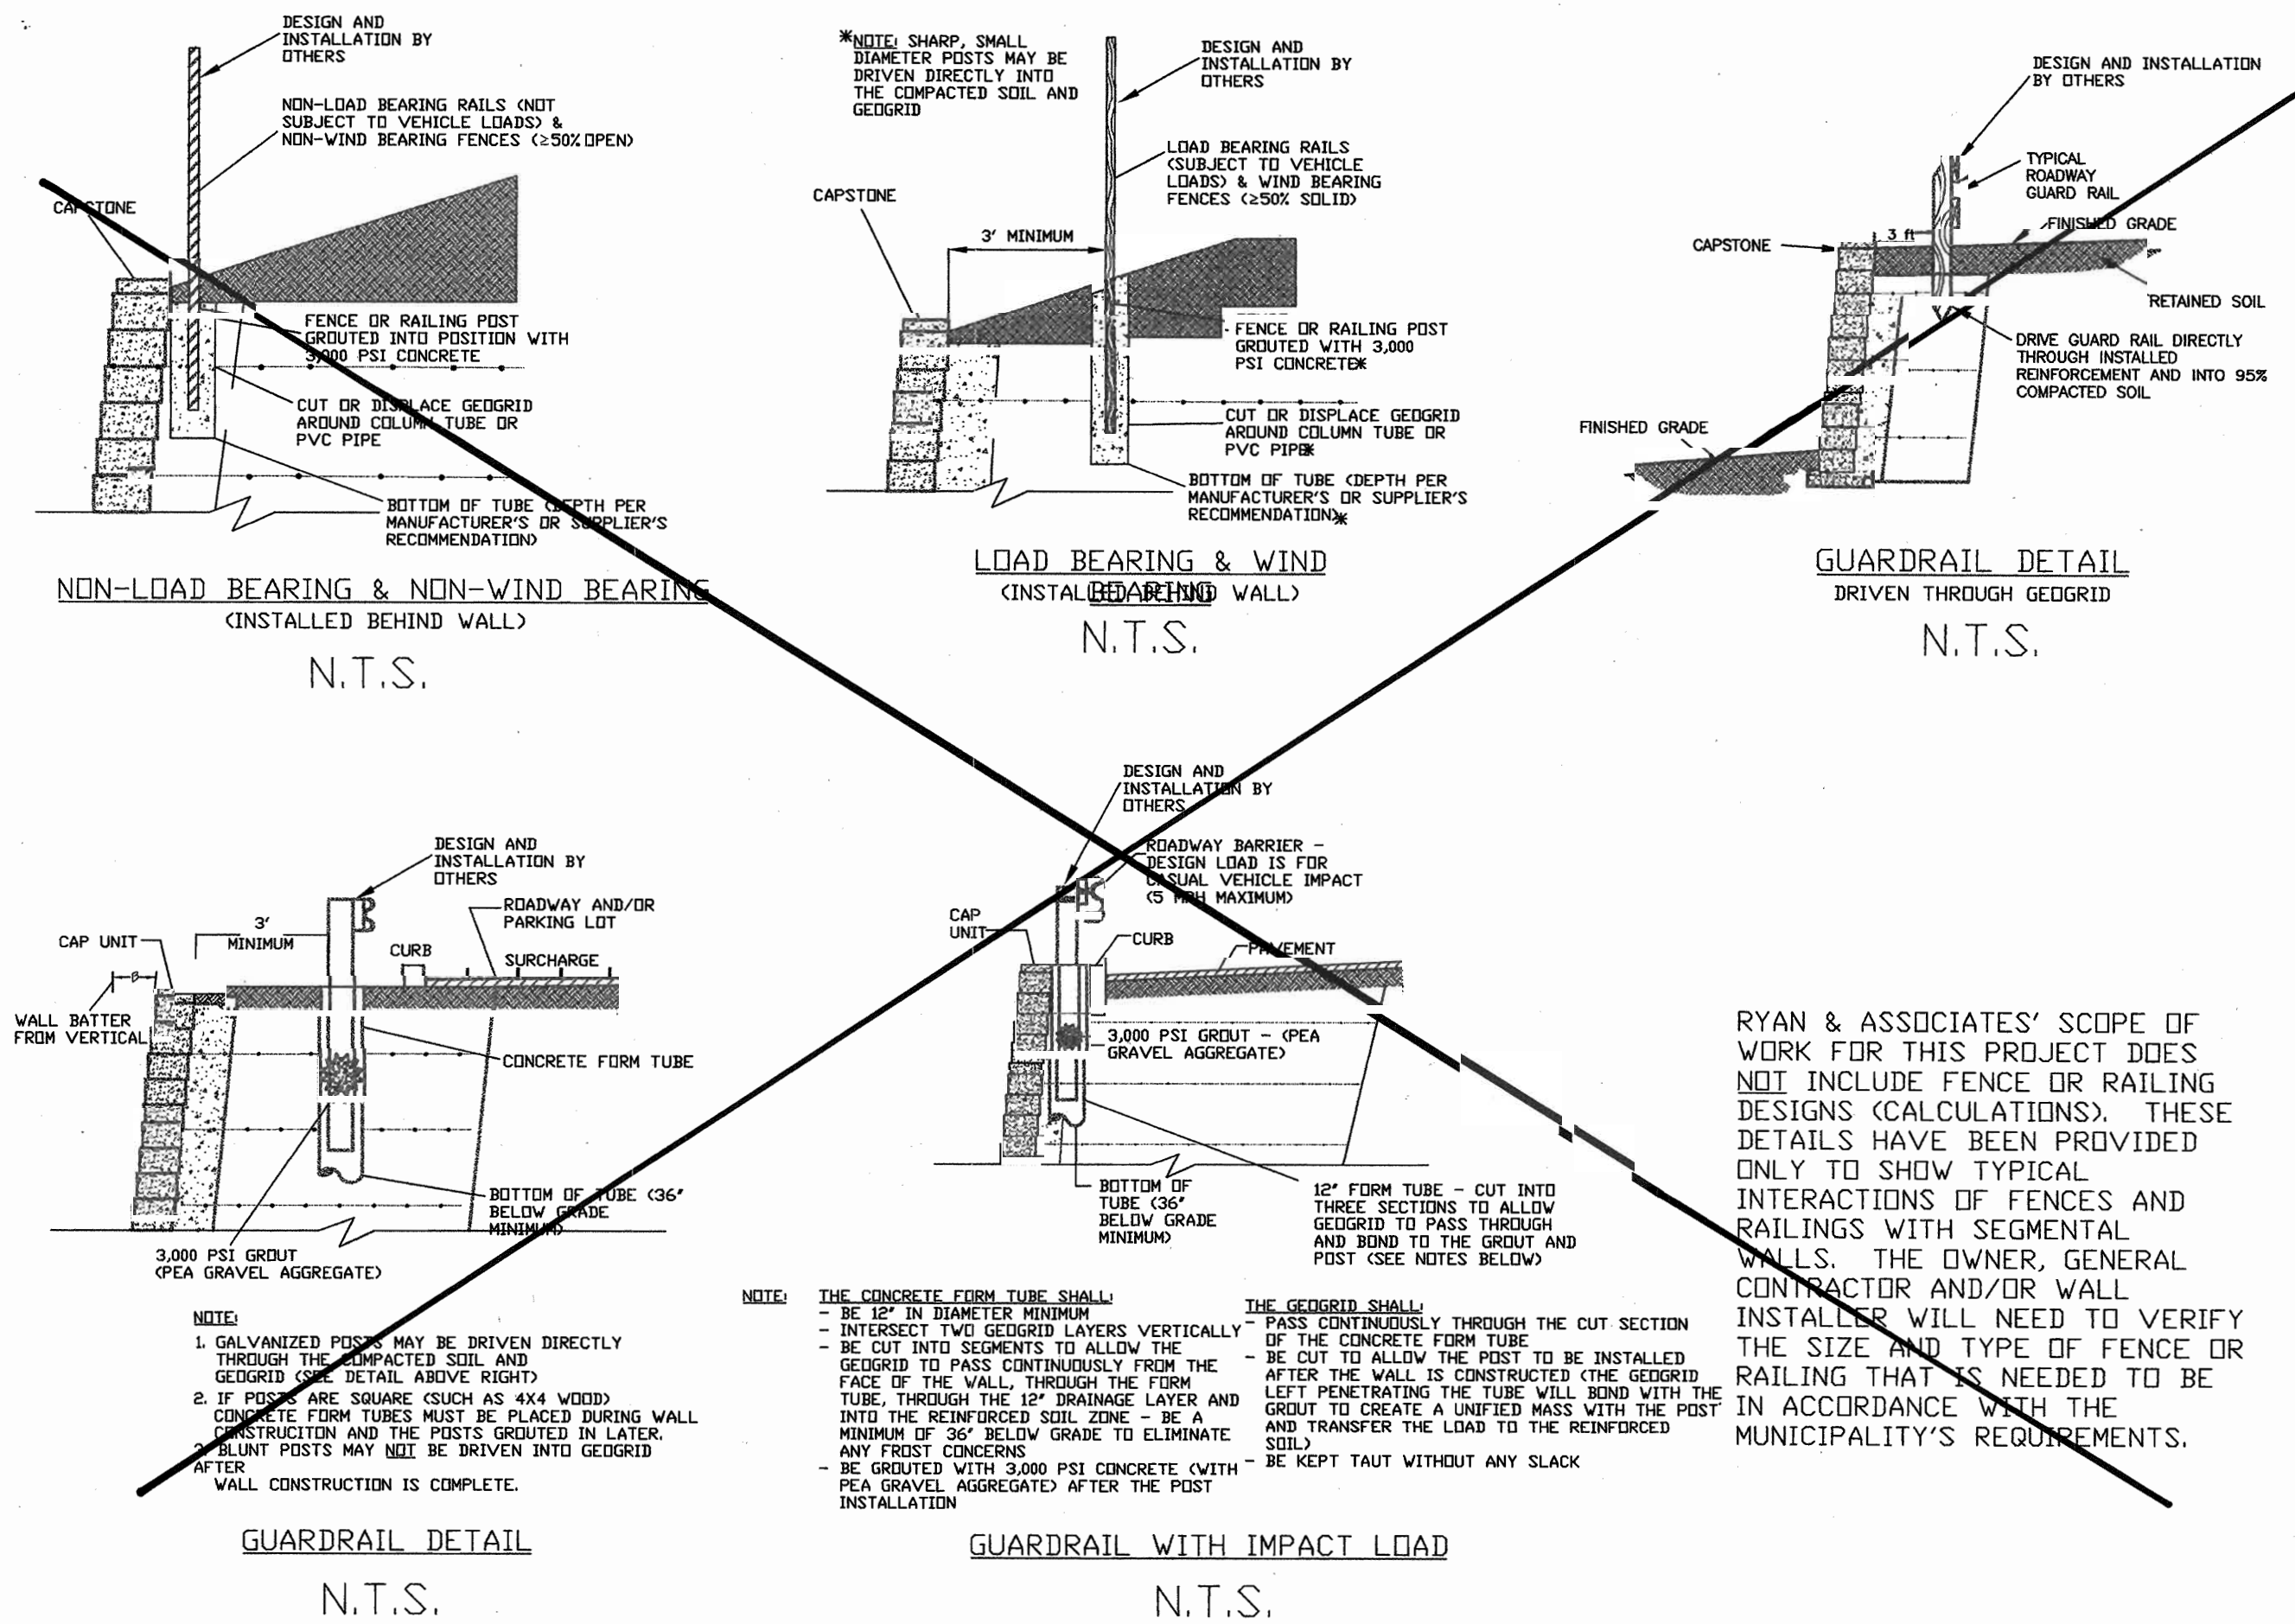 DESIGN AND
INSTALLATION BY
OTHERS
NON-LOAD BEARING RAILS (NOT
SUBJECT TO VEHICLE LOADS) &
NON-WIND BEARING FENCES (≥50% OPEN)
CAPSTONE
FENCE OR RAILING POST
GROUTED INTO POSITION WITH
3,000 PSI CONCRETE
CUT OR DISPLACE GEOGRID
AROUND COLUMN TUBE OR
PVC PIPE
BOTTOM OF TUBE (DEPTH PER
MANUFACTURER'S OR SUPPLIER'S
RECOMMENDATION)
NON-LOAD BEARING & NON-WIND BEARING
(INSTALLED BEHIND WALL)
N.T.S.
*NOTE: SHARP, SMALL
DIAMETER POSTS MAY BE
DRIVEN DIRECTLY INTO
THE COMPACTED SOIL AND
GEOGRID
DESIGN AND
INSTALLATION BY
OTHERS
LOAD BEARING RAILS
(SUBJECT TO VEHICLE
LOADS) & WIND BEARING
FENCES (≥50% SOLID)
CAPSTONE
3' MINIMUM
FENCE OR RAILING POST
GROUTED WITH 3,000
PSI CONCRETE*
CUT OR DISPLACE GEOGRID
AROUND COLUMN TUBE OR
PVC PIPE*
BOTTOM OF TUBE (DEPTH PER
MANUFACTURER'S OR SUPPLIER'S
RECOMMENDATION)*
LOAD BEARING & WIND
BEARING
(INSTALLED BEHIND WALL)
N.T.S.
DESIGN AND INSTALLATION
BY OTHERS
TYPICAL
ROADWAY
GUARD RAIL
FINISHED GRADE
CAPSTONE
3 ft
RETAINED SOIL
DRIVE GUARD RAIL DIRECTLY
THROUGH INSTALLED
REINFORCEMENT AND INTO 95%
COMPACTED SOIL
FINISHED GRADE
GUARDRAIL DETAIL
DRIVEN THROUGH GEOGRID
N.T.S.
DESIGN AND
INSTALLATION BY
OTHERS
3'
MINIMUM
ROADWAY AND/OR
PARKING LOT
CAP UNIT
CURB
SURCHARGE
B
WALL BATTER
FROM VERTICAL
CONCRETE FORM TUBE
BOTTOM OF TUBE (36"
BELOW GRADE
MINIMUM)
3,000 PSI GROUT
(PEA GRAVEL AGGREGATE)
NOTE:
1. GALVANIZED POSTS MAY BE DRIVEN DIRECTLY
THROUGH THE COMPACTED SOIL AND
GEOGRID (SEE DETAIL ABOVE RIGHT)
2. IF POSTS ARE SQUARE (SUCH AS 4X4 WOOD)
CONCRETE FORM TUBES MUST BE PLACED DURING WALL
CONSTRUCITON AND THE POSTS GROUTED IN LATER.
3. BLUNT POSTS MAY NOT BE DRIVEN INTO GEOGRID
AFTER
WALL CONSTRUCTION IS COMPLETE.
GUARDRAIL DETAIL
N.T.S.
DESIGN AND
INSTALLATION BY
OTHERS
ROADWAY BARRIER -
DESIGN LOAD IS FOR
CASUAL VEHICLE IMPACT
(5 MPH MAXIMUM)
CAP
UNIT
CURB
PAVEMENT
3,000 PSI GROUT - (PEA
GRAVEL AGGREGATE)
BOTTOM OF
TUBE (36"
BELOW GRADE
MINIMUM)
12" FORM TUBE - CUT INTO
THREE SECTIONS TO ALLOW
GEOGRID TO PASS THROUGH
AND BOND TO THE GROUT AND
POST (SEE NOTES BELOW)
NOTE:
THE CONCRETE FORM TUBE SHALL:
- BE 12" IN DIAMETER MINIMUM
- INTERSECT TWO GEOGRID LAYERS VERTICALLY
- BE CUT INTO SEGMENTS TO ALLOW THE
GEOGRID TO PASS CONTINUOUSLY FROM THE
FACE OF THE WALL, THROUGH THE FORM
TUBE, THROUGH THE 12" DRAINAGE LAYER AND
INTO THE REINFORCED SOIL ZONE - BE A
MINIMUM OF 36" BELOW GRADE TO ELIMINATE
ANY FROST CONCERNS
- BE GROUTED WITH 3,000 PSI CONCRETE (WITH
PEA GRAVEL AGGREGATE) AFTER THE POST
INSTALLATION
THE GEOGRID SHALL:
- PASS CONTINUOUSLY THROUGH THE CUT SECTION
OF THE CONCRETE FORM TUBE
- BE CUT TO ALLOW THE POST TO BE INSTALLED
AFTER THE WALL IS CONSTRUCTED (THE GEOGRID
LEFT PENETRATING THE TUBE WILL BOND WITH THE
GROUT TO CREATE A UNIFIED MASS WITH THE POST
AND TRANSFER THE LOAD TO THE REINFORCED
SOIL)
- BE KEPT TAUT WITHOUT ANY SLACK
GUARDRAIL WITH IMPACT LOAD
N.T.S.
RYAN & ASSOCIATES' SCOPE OF
WORK FOR THIS PROJECT DOES
NOT INCLUDE FENCE OR RAILING
DESIGNS (CALCULATIONS). THESE
DETAILS HAVE BEEN PROVIDED
ONLY TO SHOW TYPICAL
INTERACTIONS OF FENCES AND
RAILINGS WITH SEGMENTAL
WALLS. THE OWNER, GENERAL
CONTRACTOR AND/OR WALL
INSTALLER WILL NEED TO VERIFY
THE SIZE AND TYPE OF FENCE OR
RAILING THAT IS NEEDED TO BE
IN ACCORDANCE WITH THE
MUNICIPALITY'S REQUIREMENTS.